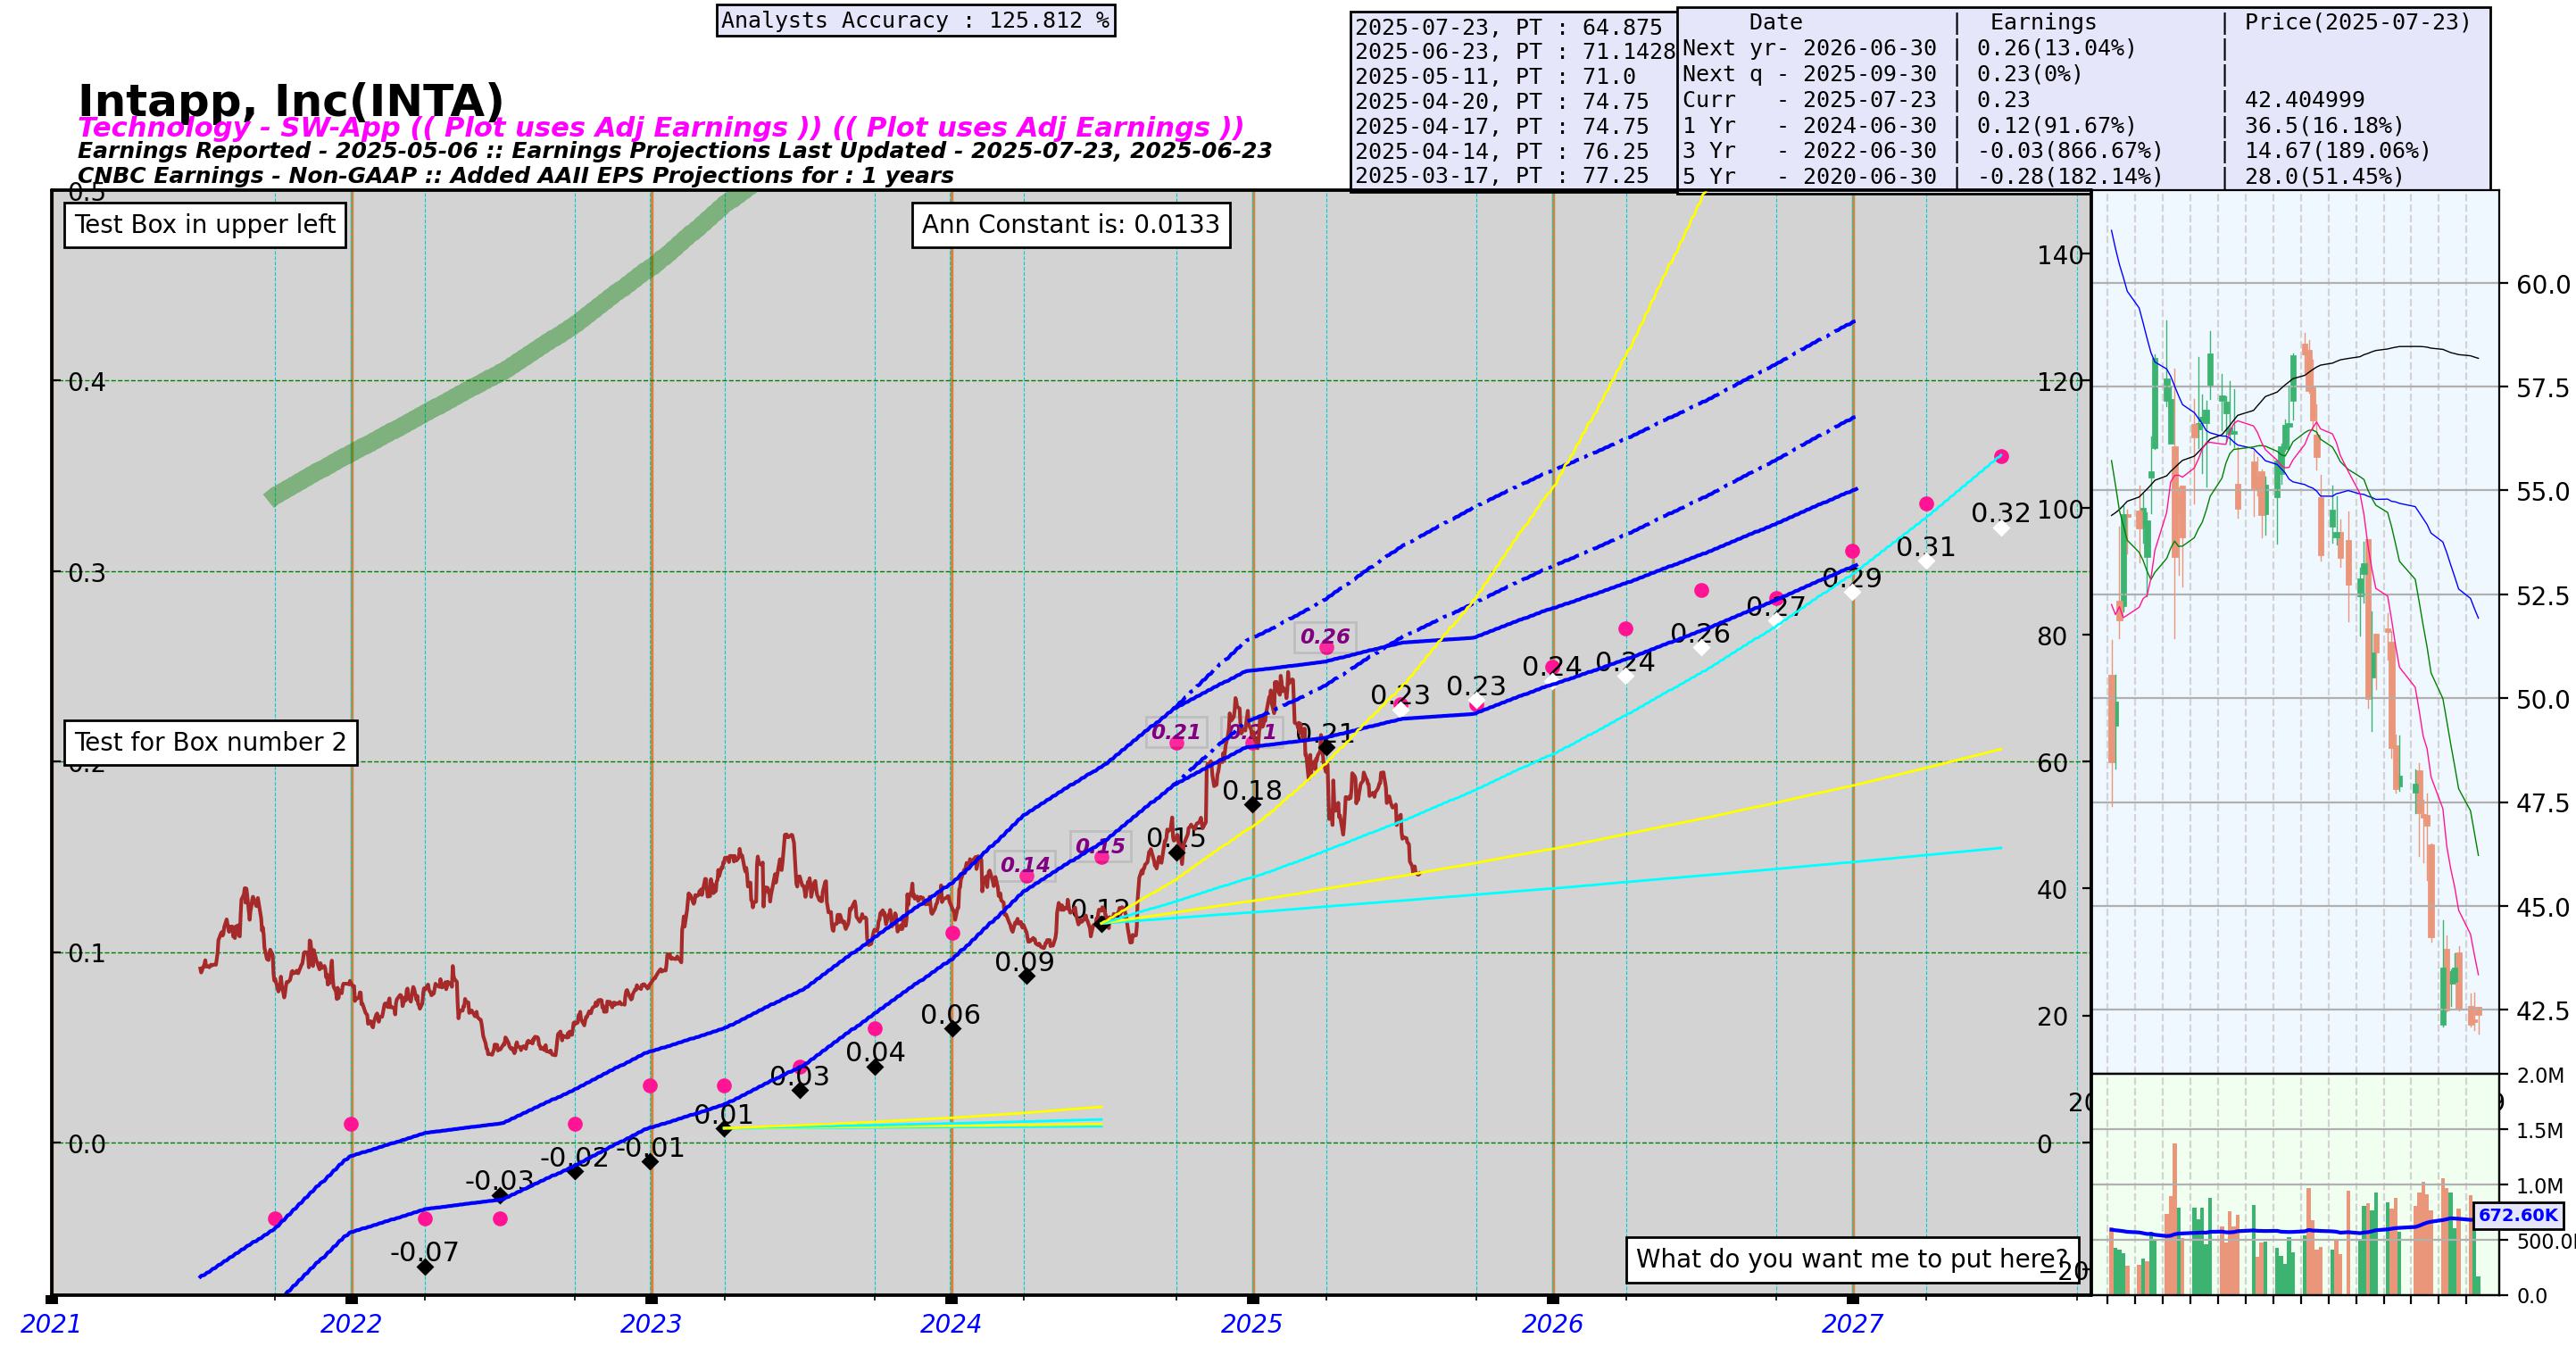 Analysts Accuracy : 125.812 %
2025-07-23, PT : 64.875
2025-06-23, PT : 71.1428
2025-05-11, PT : 71.0
2025-04-20, PT : 74.75
2025-04-17, PT : 74.75
2025-04-14, PT : 76.25
2025-03-17, PT : 77.25
Date | Earnings | Price(2025-07-23)
Next yr- 2026-06-30 | 0.26(13.04%) |
Next q - 2025-09-30 | 0.23(0%) |
Curr - 2025-07-23 | 0.23 | 42.404999
1 Yr - 2024-06-30 | 0.12(91.67%) | 36.5(16.18%)
3 Yr - 2022-06-30 | -0.03(866.67%) | 14.67(189.06%)
5 Yr - 2020-06-30 | -0.28(182.14%) | 28.0(51.45%)
Intapp, Inc(INTA)
Technology - SW-App (( Plot uses Adj Earnings )) (( Plot uses Adj Earnings ))
Earnings Reported - 2025-05-06 :: Earnings Projections Last Updated - 2025-07-23, 2025-06-23
CNBC Earnings - Non-GAAP :: Added AAII EPS Projections for : 1 years
Test Box in upper left
Ann Constant is: 0.0133
Test for Box number 2
What do you want me to put here?
0.5
0.4
0.3
0.2
0.1
0.0
-0.07
-0.03
-0.02
-0.01
0.01
0.03
0.04
0.06
0.09
0.14
0.15
0.15
0.21
0.18
0.21
0.26
0.21
0.23
0.23
0.24
0.24
0.26
0.27
0.29
0.31
0.32
140
120
100
80
60
40
20
0
−20
60.0
57.5
55.0
52.5
50.0
47.5
45.0
42.5
2.0M
1.5M
1.0M
672.60K
0.0
2021
2022
2023
2024
2025
2026
2027